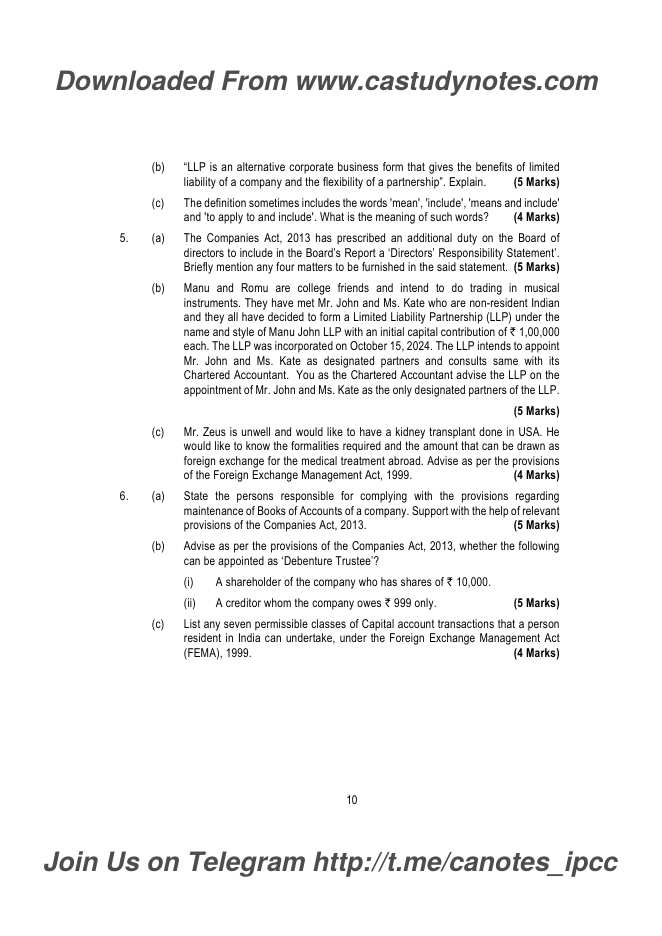 Downloaded From www.castudynotes.com
(b) “LLP is an alternative corporate business form that gives the benefits of limited
liability of a company and the flexibility of a partnership”. Explain. (5 Marks)
(c) The definition sometimes includes the words 'mean', 'include', 'means and include'
and 'to apply to and include'. What is the meaning of such words? (4 Marks)
5. (a) The Companies Act, 2013 has prescribed an additional duty on the Board of
directors to include in the Board’s Report a ‘Directors’ Responsibility Statement’.
Briefly mention any four matters to be furnished in the said statement. (5 Marks)
(b) Manu and Romu are college friends and intend to do trading in musical
instruments. They have met Mr. John and Ms. Kate who are non-resident Indian
and they all have decided to form a Limited Liability Partnership (LLP) under the
name and style of Manu John LLP with an initial capital contribution of ₹ 1,00,000
each. The LLP was incorporated on October 15, 2024. The LLP intends to appoint
Mr. John and Ms. Kate as designated partners and consults same with its
Chartered Accountant. You as the Chartered Accountant advise the LLP on the
appointment of Mr. John and Ms. Kate as the only designated partners of the LLP.
(5 Marks)
(c) Mr. Zeus is unwell and would like to have a kidney transplant done in USA. He
would like to know the formalities required and the amount that can be drawn as
foreign exchange for the medical treatment abroad. Advise as per the provisions
of the Foreign Exchange Management Act, 1999. (4 Marks)
6. (a) State the persons responsible for complying with the provisions regarding
maintenance of Books of Accounts of a company. Support with the help of relevant
provisions of the Companies Act, 2013. (5 Marks)
(b) Advise as per the provisions of the Companies Act, 2013, whether the following
can be appointed as ‘Debenture Trustee’?
(i) A shareholder of the company who has shares of ₹ 10,000.
(ii) A creditor whom the company owes ₹ 999 only. (5 Marks)
(c) List any seven permissible classes of Capital account transactions that a person
resident in India can undertake, under the Foreign Exchange Management Act
(FEMA), 1999. (4 Marks)
10
Join Us on Telegram http://t.me/canotes_ipcc